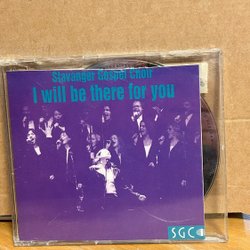 Stavanger Gospel Choir
I will be there for you
SGC